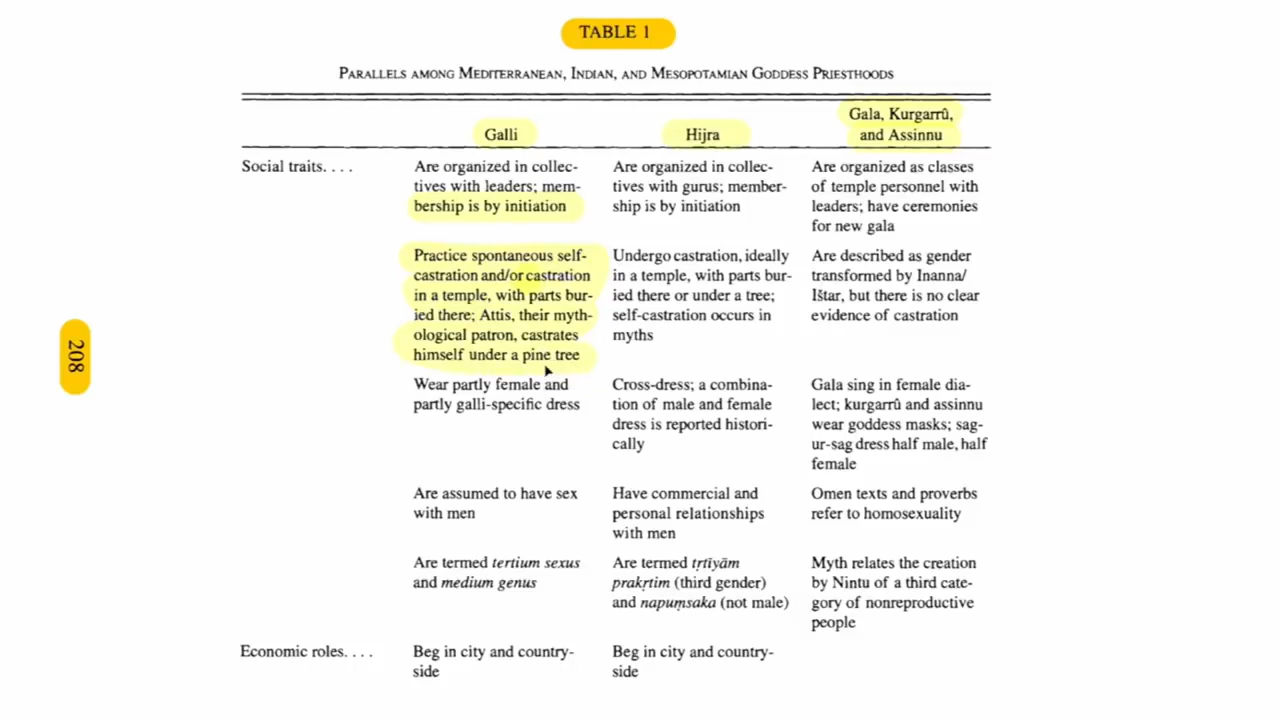 TABLE 1
PARALLELS AMONG MEDITERRANEAN, INDIAN, AND MESOPOTAMIAN GODDESS PRIESTHOODS
Galli
Hijra
Gala, Kurgarrû,
and Assinnu
Social traits. . . .
Are organized in collec-
tives with leaders; mem-
bership is by initiation
Are organized in collec-
tives with gurus; member-
ship is by initiation
Are organized as classes
of temple personnel with
leaders; have ceremonies
for new gala
Practice spontaneous self-
castration and/or castration
in a temple, with parts bur-
ied there; Attis, their myth-
ological patron, castrates
himself under a pine tree
Undergo castration, ideally
in a temple, with parts bur-
ied there or under a tree;
self-castration occurs in
myths
Are described as gender
transformed by Inanna/
Ištar, but there is no clear
evidence of castration
Wear partly female and
partly galli-specific dress
Cross-dress; a combina-
tion of male and female
dress is reported histori-
cally
Gala sing in female dia-
lect; kurgarrû and assinnu
wear goddess masks; sag-
ur-sag dress half male, half
female
Are assumed to have sex
with men
Have commercial and
personal relationships
with men
Omen texts and proverbs
refer to homosexuality
Are termed tertium sexus
and medium genus
Are termed tṛtīyām
prakṛtim (third gender)
and napuṃsaka (not male)
Myth relates the creation
by Nintu of a third cate-
gory of nonreproductive
people
Economic roles. . . .
Beg in city and country-
side
Beg in city and country-
side
208